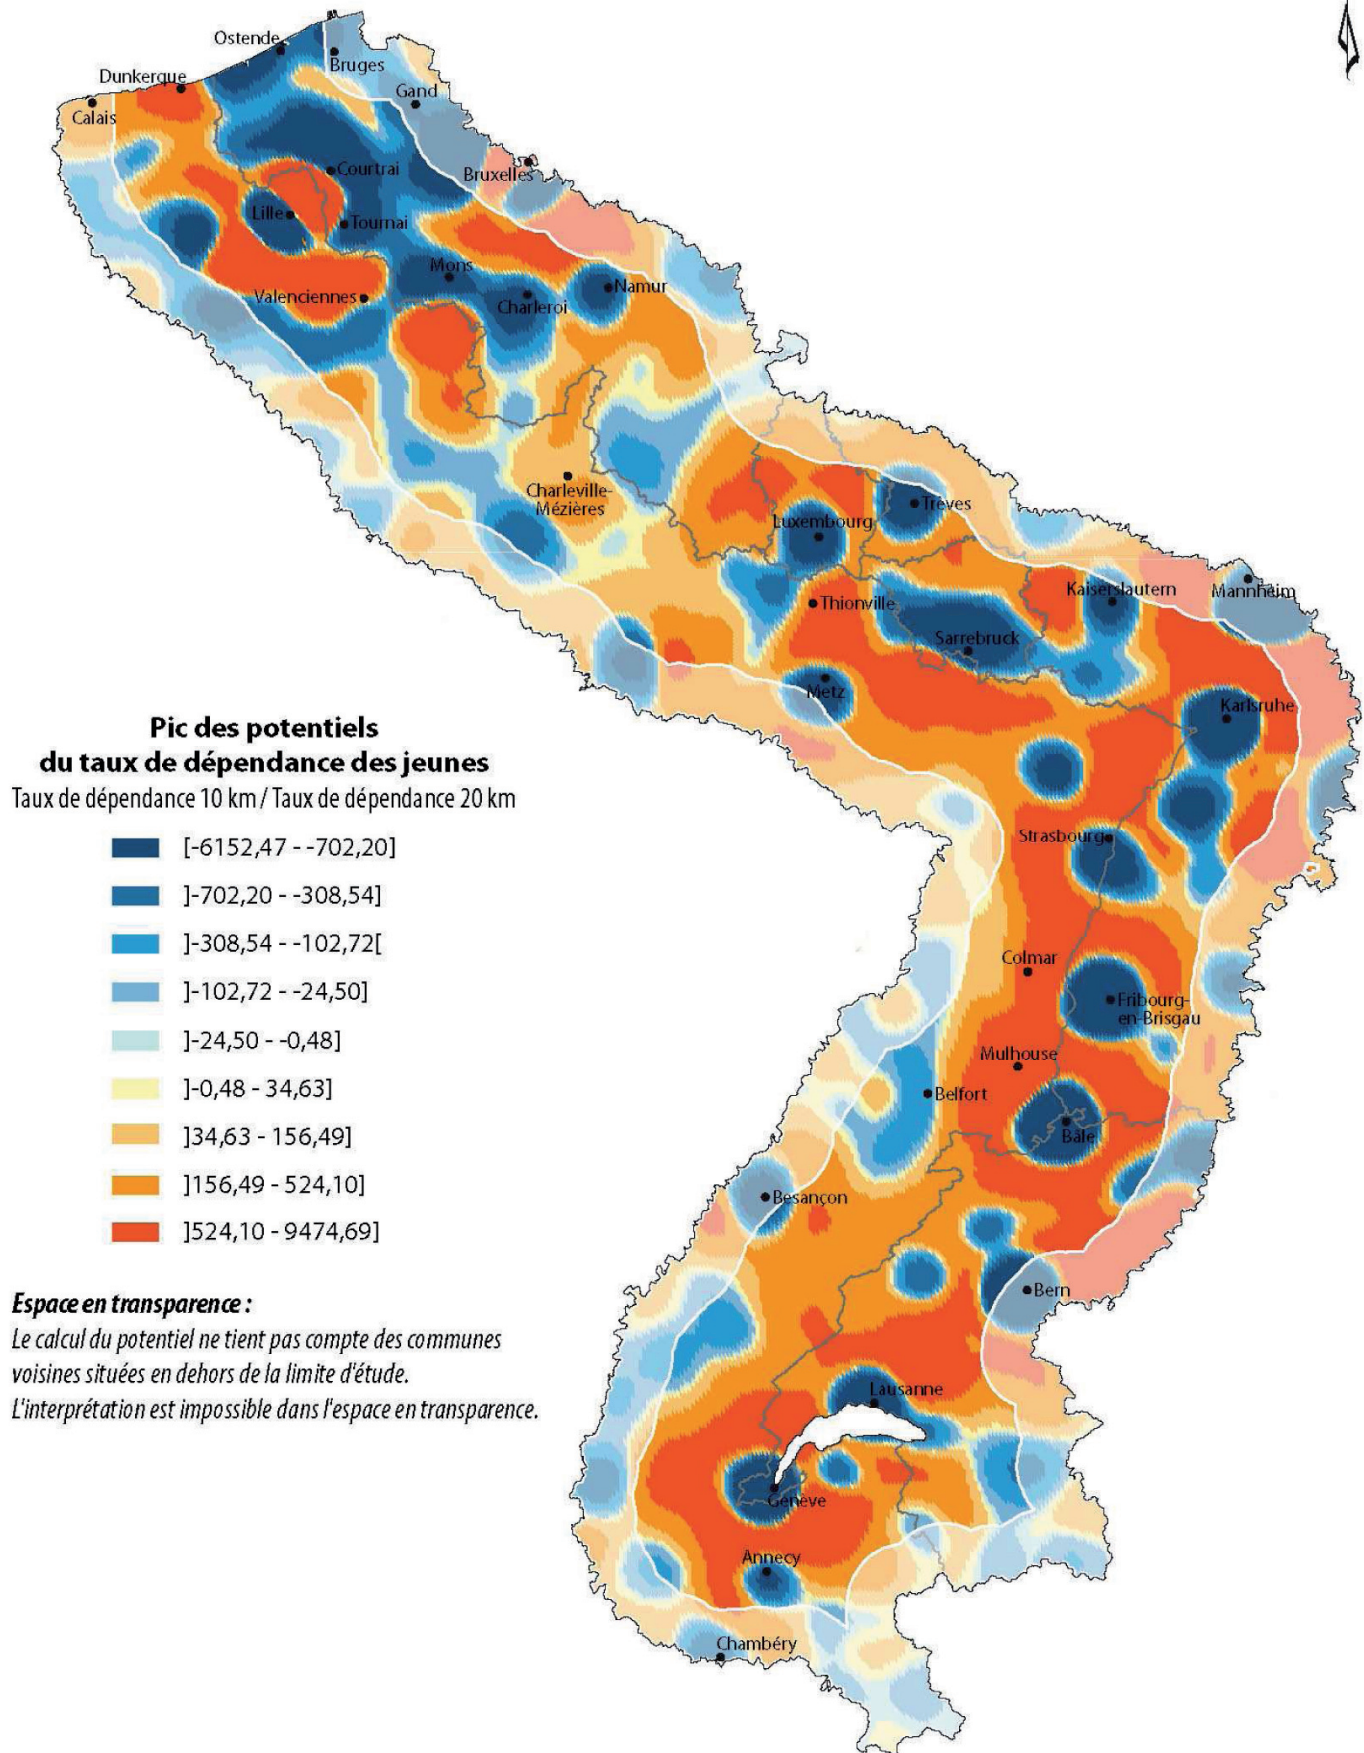 Ostende
Bruges
Dunkerque
Gand
Calais
Bruxelles
Courtrai
Lille
Tournai
Mons
Namur
Valenciennes
Charleroi
Charleville-
Mézières
Trèves
Luxembourg
Kaiserslautern
Mannheim
Thionville
Sarrebruck
Metz
Karlsruhe
Pic des potentiels
du taux de dépendance des jeunes
Taux de dépendance 10 km / Taux de dépendance 20 km
[-6152,47 - -702,20]
]-702,20 - -308,54]
]-308,54 - -102,72[
]-102,72 - -24,50]
]-24,50 - -0,48]
]-0,48 - 34,63]
]34,63 - 156,49]
]156,49 - 524,10]
]524,10 - 9474,69]
Strasbourg
Colmar
Fribourg-
en-Brisgau
Mulhouse
Belfort
Bâle
Besançon
Bern
Espace en transparence :
Le calcul du potentiel ne tient pas compte des communes
voisines situées en dehors de la limite d'étude.
L'interprétation est impossible dans l'espace en transparence.
Lausanne
Genève
Annecy
Chambéry